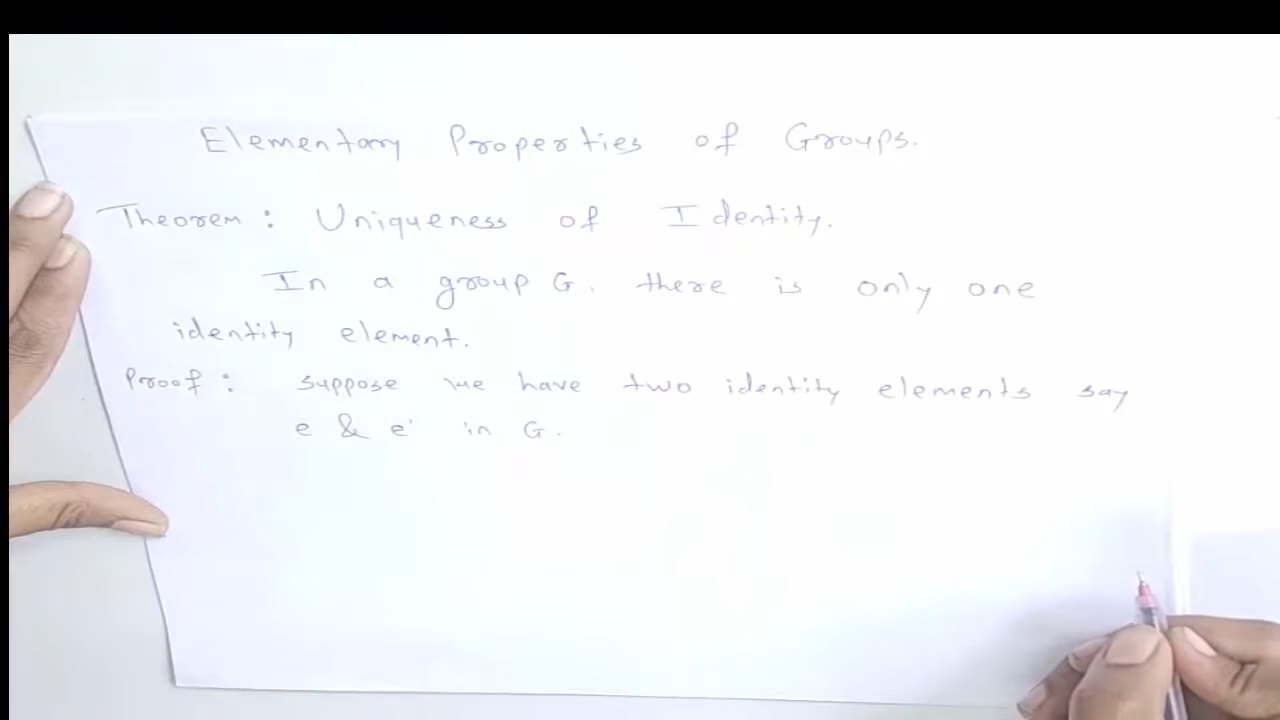 Elementary Properties of Groups.
Theorem: Uniqueness of Identity.
In a group G, there is only one
identity element.
Proof: suppose we have two identity elements say
e & e' in G.